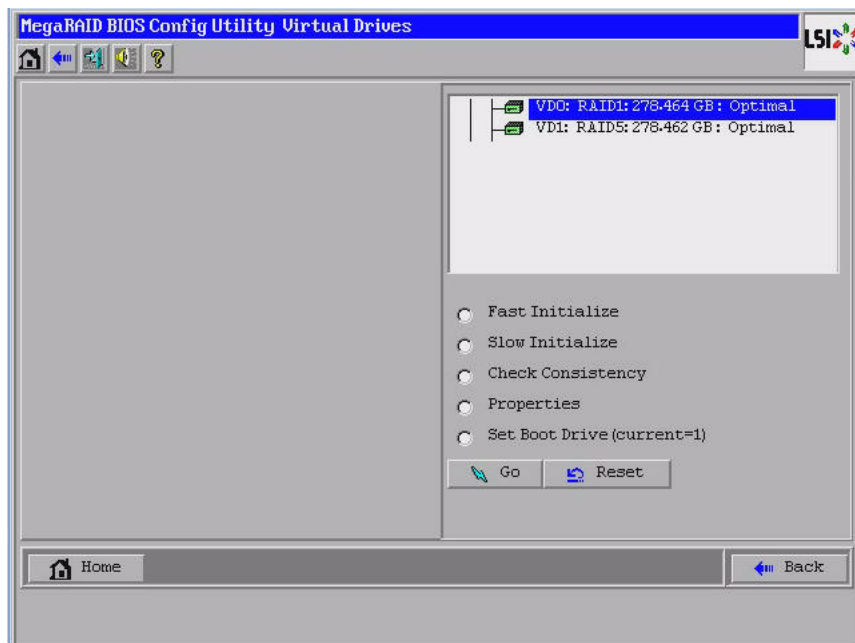 MegaRAID BIOS Config Utility Virtual Drives
LSI
?
VD0: RAID1: 278.464 GB: Optimal
VD1: RAID5: 278.462 GB: Optimal
Fast Initialize
Slow Initialize
Check Consistency
Properties
Set Boot Drive (current=1)
Go Reset
Home Back